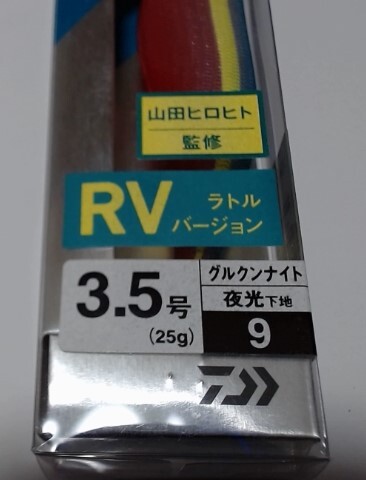 山田ヒロヒト
監修
RV
ラトル
バージョン
3.5号
(25g)
グルクンナイト
夜光下地
9